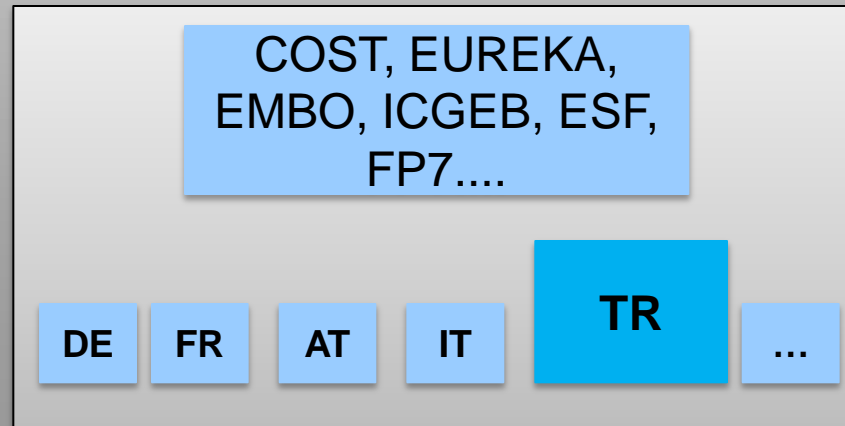 COST, EUREKA,
EMBO, ICGEB, ESF,
FP7....
DE FR AT IT TR ...